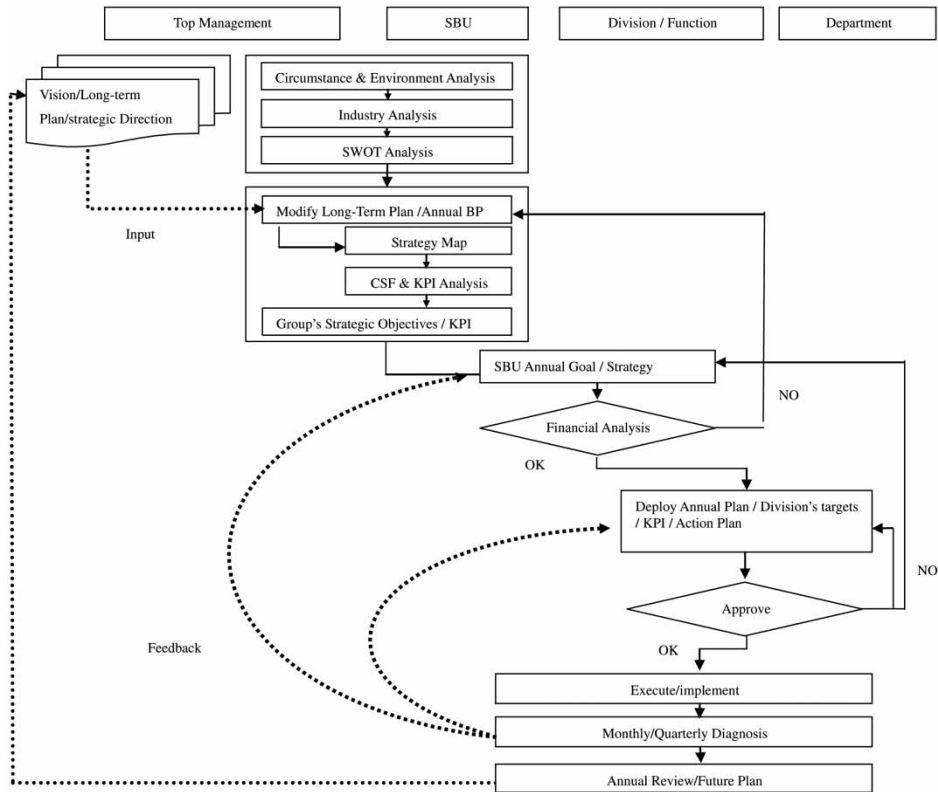 Top Management
SBU
Division / Function
Department
Vision/Long-term
Plan/strategic Direction
Circumstance & Environment Analysis
Industry Analysis
SWOT Analysis
Modify Long-Term Plan /Annual BP
Input
Strategy Map
CSF & KPI Analysis
Group's Strategic Objectives / KPI
SBU Annual Goal / Strategy
NO
Financial Analysis
OK
Deploy Annual Plan / Division's targets
/ KPI / Action Plan
NO
Approve
Feedback
OK
Execute/implement
Monthly/Quarterly Diagnosis
Annual Review/Future Plan